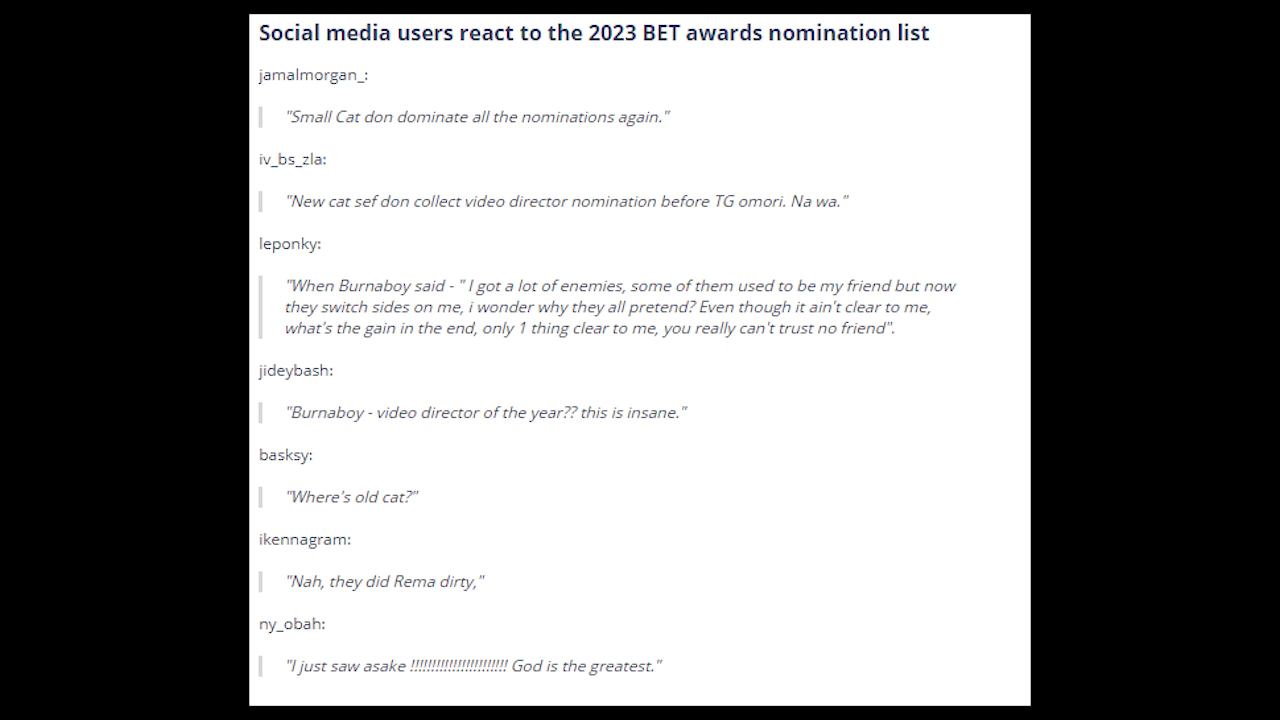 Social media users react to the 2023 BET awards nomination list
jamalmorgan_:
"Small Cat don dominate all the nominations again."
iv_bs_zla:
"New cat sef don collect video director nomination before TG omori. Na wa."
leponky:
"When Burnaboy said - " I got a lot of enemies, some of them used to be my friend but now
they switch sides on me, i wonder why they all pretend? Even though it ain't clear to me,
what's the gain in the end, only 1 thing clear to me, you really can't trust no friend".
jideybash:
"Burnaboy - video director of the year?? this is insane."
basksy:
"Where's old cat?"
ikennagram:
"Nah, they did Rema dirty,"
ny_obah:
"I just saw asake !!!!!!!!!!!!!!!!!!!!!!!! God is the greatest."